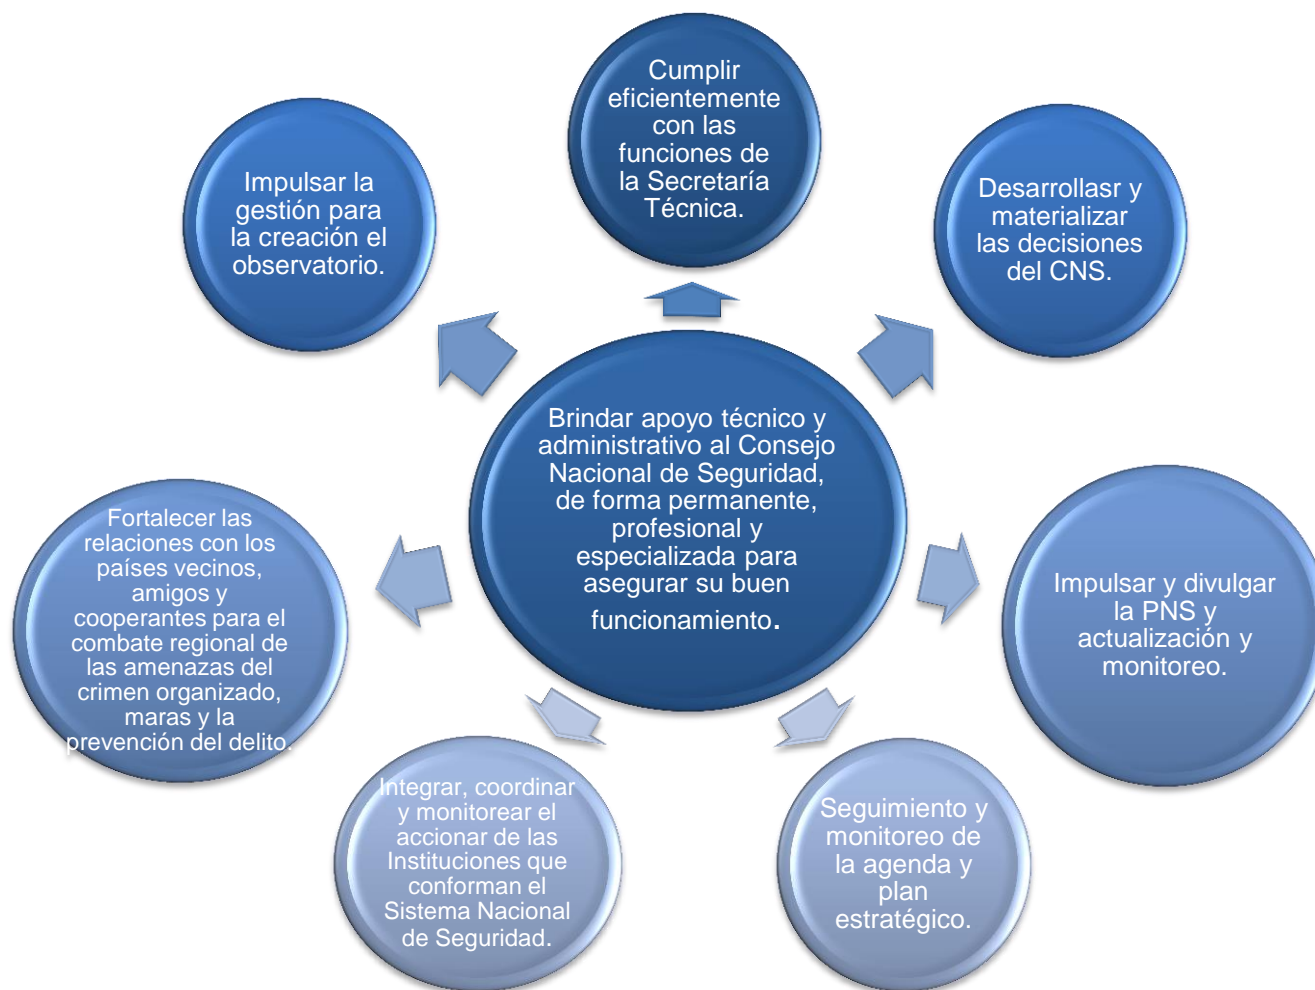 Cumplir
eficientemente
con las
funciones de
la Secretaría
Técnica.
Desarrollasr y
materializar
las decisiones
del CNS.
Impulsar y divulgar
la PNS y
actualización y
monitoreo.
Seguimiento y
monitoreo de
la agenda y
plan
estratégico.
Integrar, coordinar
y monitorear el
accionar de las
Instituciones que
conforman el
Sistema Nacional
de Seguridad.
Fortalecer las
relaciones con los
países vecinos,
amigos y
cooperantes para el
combate regional de
las amenazas del
crimen organizado,
maras y la
prevención del delito.
Impulsar la
gestión para
la creación el
observatorio.
Brindar apoyo técnico y
administrativo al Consejo
Nacional de Seguridad,
de forma permanente,
profesional y
especializada para
asegurar su buen
funcionamiento.